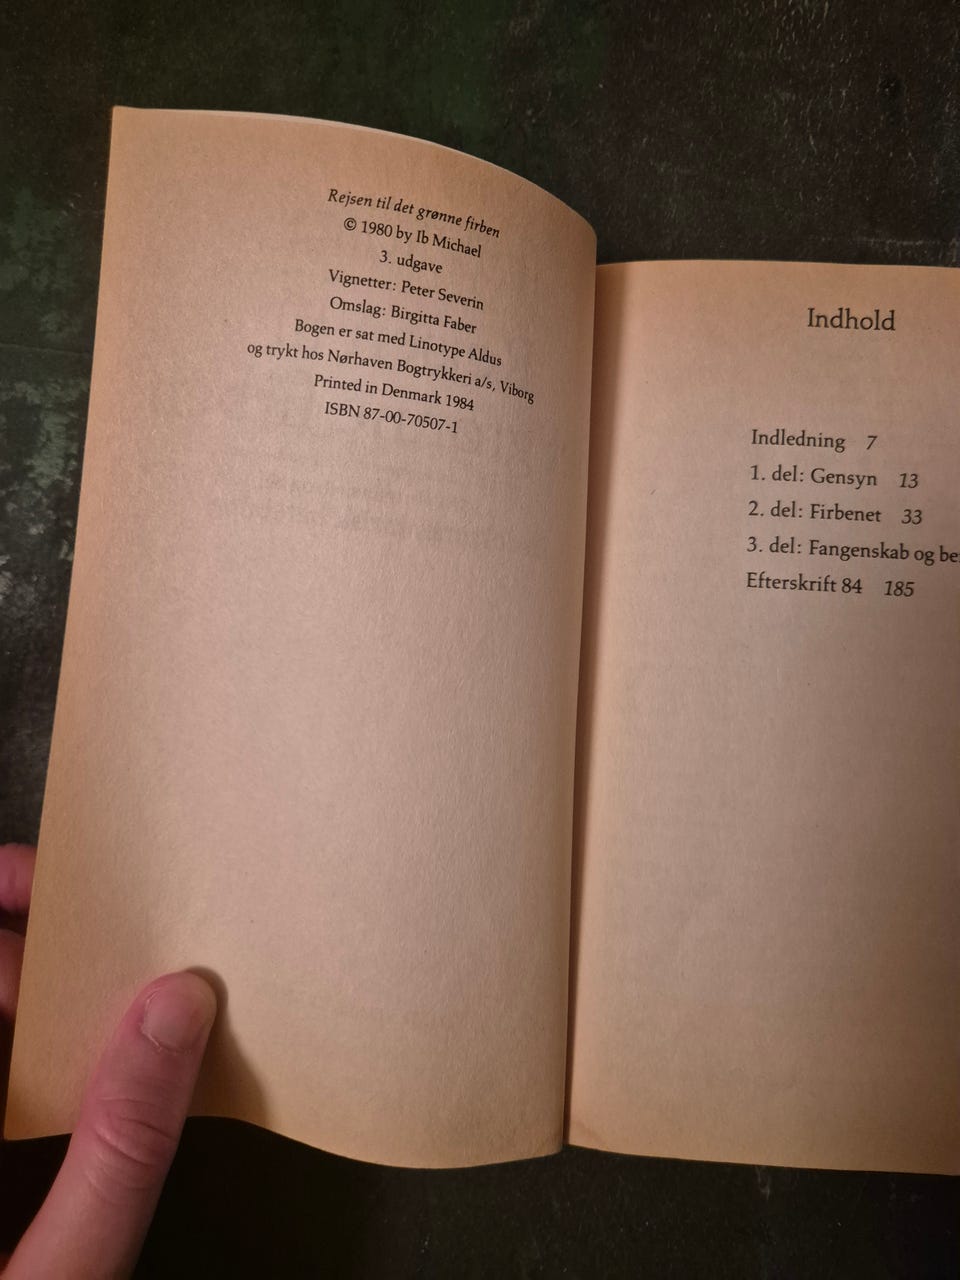 Rejsen til det grønne firben
© 1980 by Ib Michael
3. udgave
Vignetter: Peter Severin
Omslag: Birgitta Faber
Bogen er sat med Linotype Aldus
og trykt hos Nørhaven Bogtrykkeri a/s, Viborg
Printed in Denmark 1984
ISBN 87-00-70507-1
Indhold
Indledning 7
1. del: Gensyn 13
2. del: Firbenet 33
3. del: Fangenskab og
Efterskrift 84 185